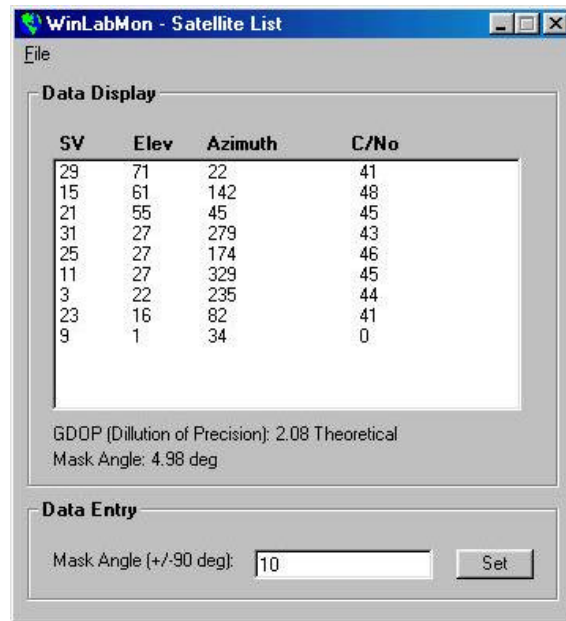 WinLabMon - Satellite List
File
Data Display
SV Elev Azimuth C/No
29 71 22 41
15 61 142 48
21 55 45 45
31 27 279 43
25 27 174 46
11 27 329 45
3 22 235 44
23 16 82 41
9 1 34 0
GDOP (Dillution of Precision): 2.08 Theoretical
Mask Angle: 4.98 deg
Data Entry
Mask Angle (+/-90 deg): 10 Set